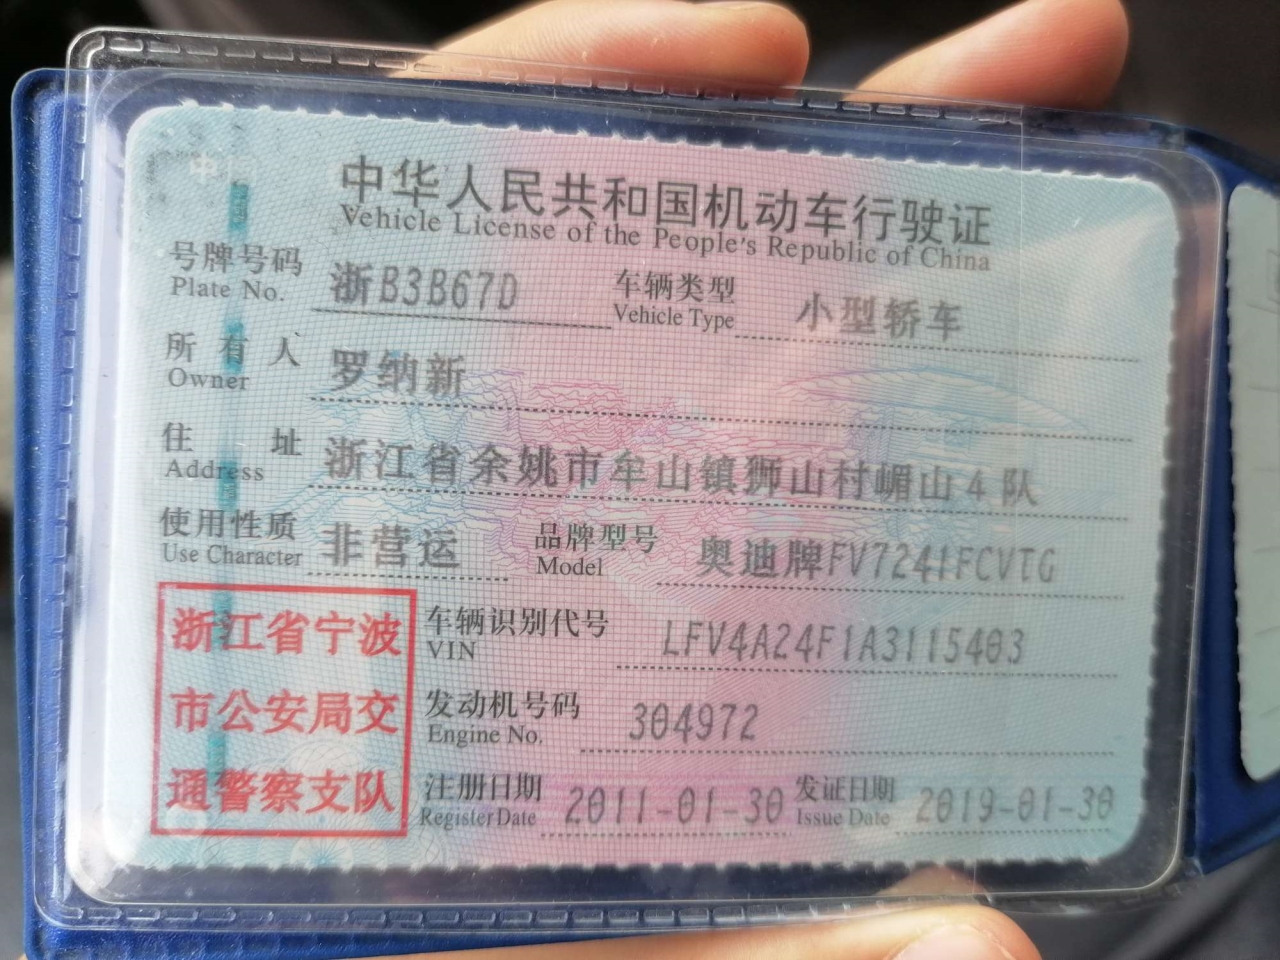 中华人民共和国机动车行驶证
Vehicle License of the People's Republic of China
号牌号码 浙B3B67D 车辆类型 小型轿车
Plate No. Vehicle Type
所有人 罗纳新
Owner
住址 浙江省余姚市牟山镇狮山村嵋山4队
Address
使用性质 非营运 品牌型号 奥迪牌FV7241FCVTG
Use Character Model
浙江省宁波
市公安局交
通警察支队
车辆识别代号 LFV4A24F1A3115403
VIN
发动机号码 304972
Engine No.
注册日期 2011-01-30 发证日期 2019-01-30
Register Date Issue Date